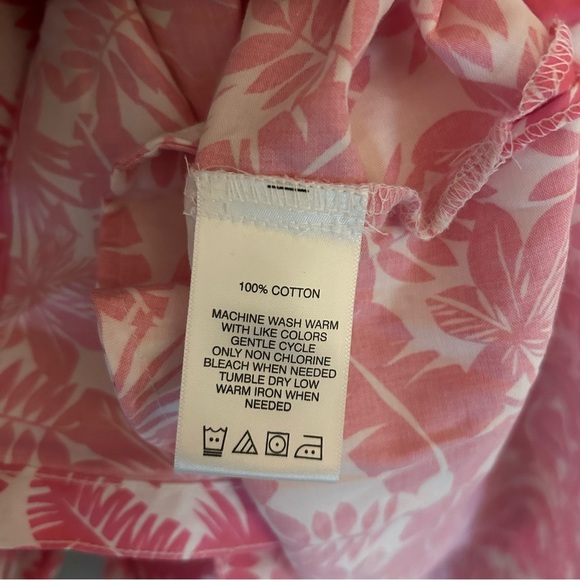 100% COTTON
MACHINE WASH WARM
WITH LIKE COLORS
GENTLE CYCLE
ONLY NON CHLORINE
BLEACH WHEN NEEDED
TUMBLE DRY LOW
WARM IRON WHEN
NEEDED